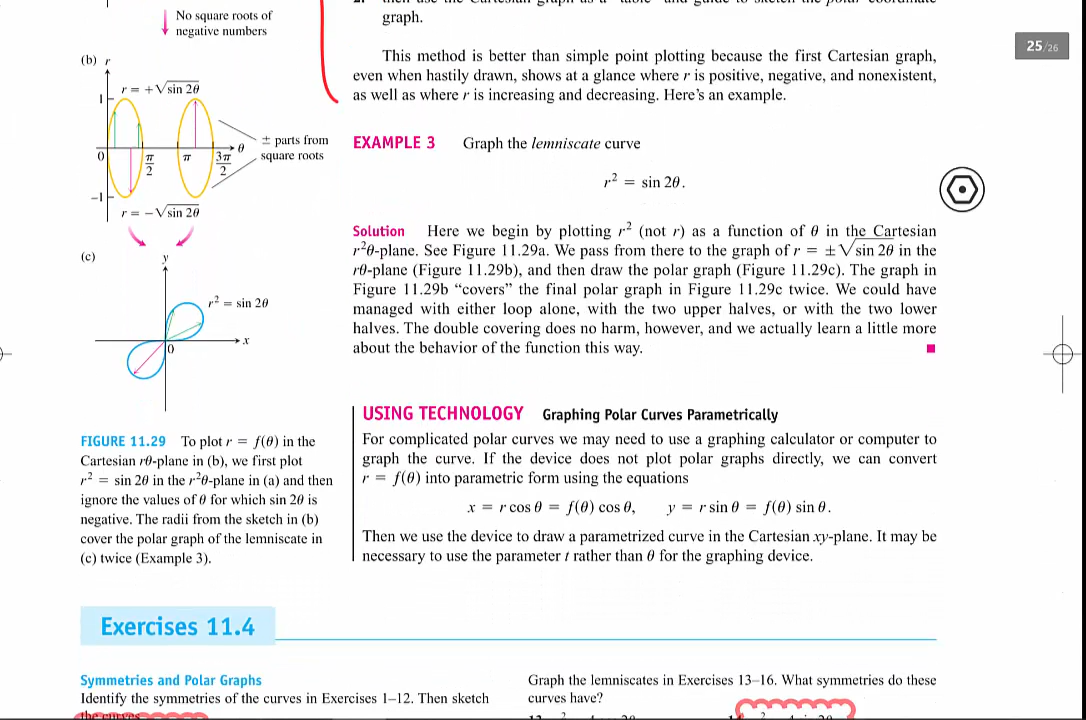 No square roots of
negative numbers
(b)
r
r = +√sin 2θ
1
0
π/2
π
3π/2
θ
± parts from
square roots
−1
r = −√sin 2θ
(c)
y
r² = sin 2θ
0
x
FIGURE 11.29 To plot r = f(θ) in the
Cartesian rθ-plane in (b), we first plot
r² = sin 2θ in the r²θ-plane in (a) and then
ignore the values of θ for which sin 2θ is
negative. The radii from the sketch in (b)
cover the polar graph of the lemniscate in
(c) twice (Example 3).
graph.
This method is better than simple point plotting because the first Cartesian graph,
even when hastily drawn, shows at a glance where r is positive, negative, and nonexistent,
as well as where r is increasing and decreasing. Here's an example.
25/26
EXAMPLE 3 Graph the lemniscate curve
r² = sin 2θ.
Solution Here we begin by plotting r² (not r) as a function of θ in the Cartesian
r²θ-plane. See Figure 11.29a. We pass from there to the graph of r = ±√sin 2θ in the
rθ-plane (Figure 11.29b), and then draw the polar graph (Figure 11.29c). The graph in
Figure 11.29b "covers" the final polar graph in Figure 11.29c twice. We could have
managed with either loop alone, with the two upper halves, or with the two lower
halves. The double covering does no harm, however, and we actually learn a little more
about the behavior of the function this way.
USING TECHNOLOGY Graphing Polar Curves Parametrically
For complicated polar curves we may need to use a graphing calculator or computer to
graph the curve. If the device does not plot polar graphs directly, we can convert
r = f(θ) into parametric form using the equations
x = r cos θ = f(θ) cos θ, y = r sin θ = f(θ) sin θ.
Then we use the device to draw a parametrized curve in the Cartesian xy-plane. It may be
necessary to use the parameter t rather than θ for the graphing device.
Exercises 11.4
Symmetries and Polar Graphs
Identify the symmetries of the curves in Exercises 1–12. Then sketch
the curves.
Graph the lemniscates in Exercises 13–16. What symmetries do these
curves have?